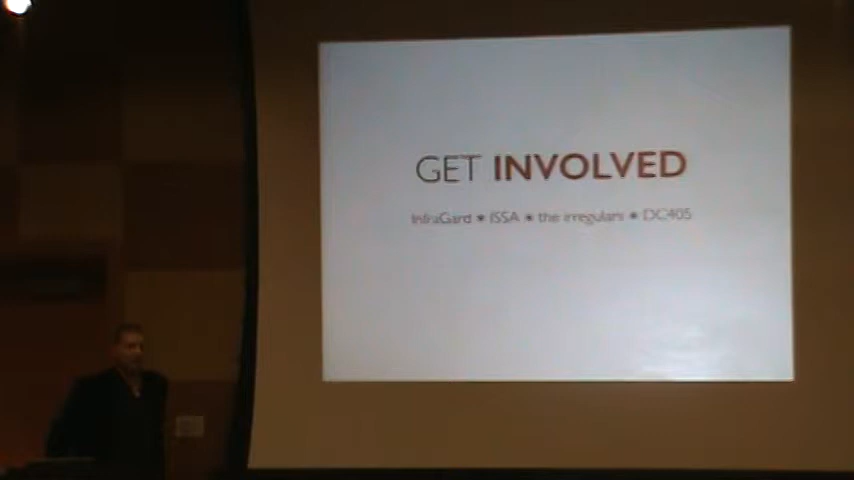 GET INVOLVED
InfraGard * ISSA * the irregulars * DC405